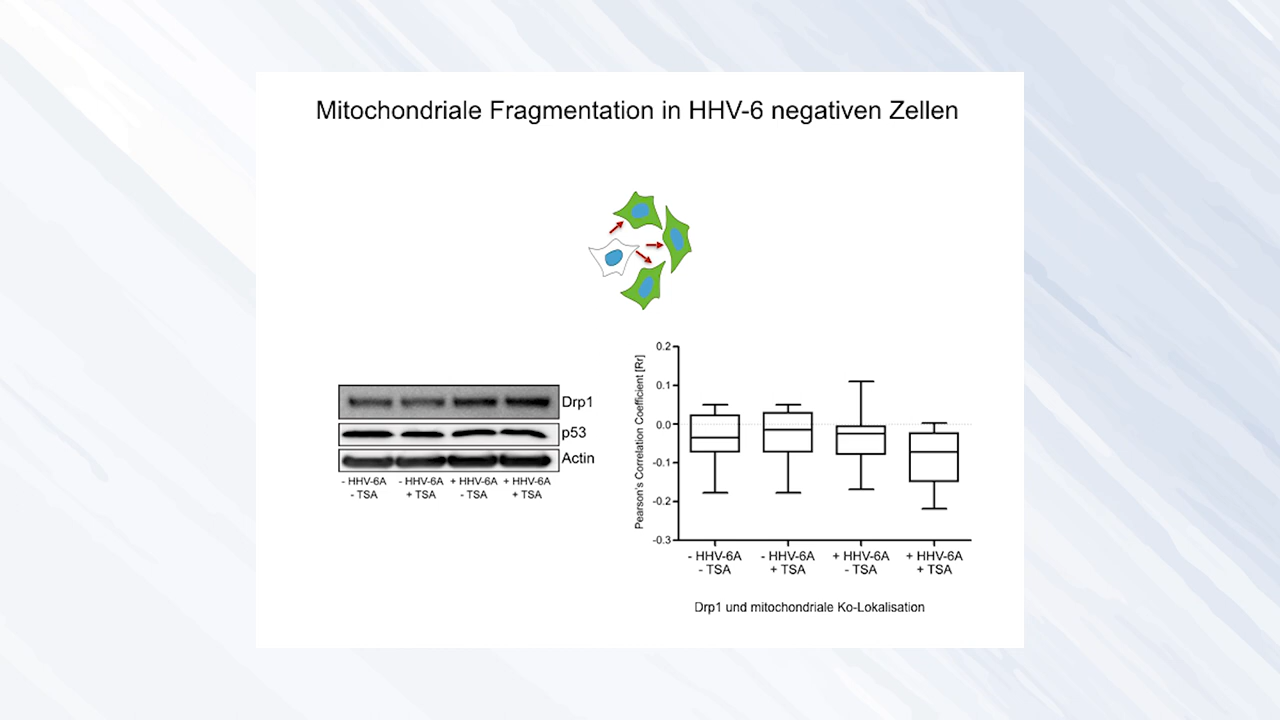 Mitochondriale Fragmentation in HHV-6 negativen Zellen
Drp1
p53
Actin
- HHV-6A - HHV-6A + HHV-6A + HHV-6A
- TSA + TSA - TSA + TSA
Pearson's Correlation Coefficient [Rr]
0.2
0.1
0.0
-0.1
-0.2
-0.3
- HHV-6A - HHV-6A + HHV-6A + HHV-6A
- TSA + TSA - TSA + TSA
Drp1 und mitochondriale Ko-Lokalisation